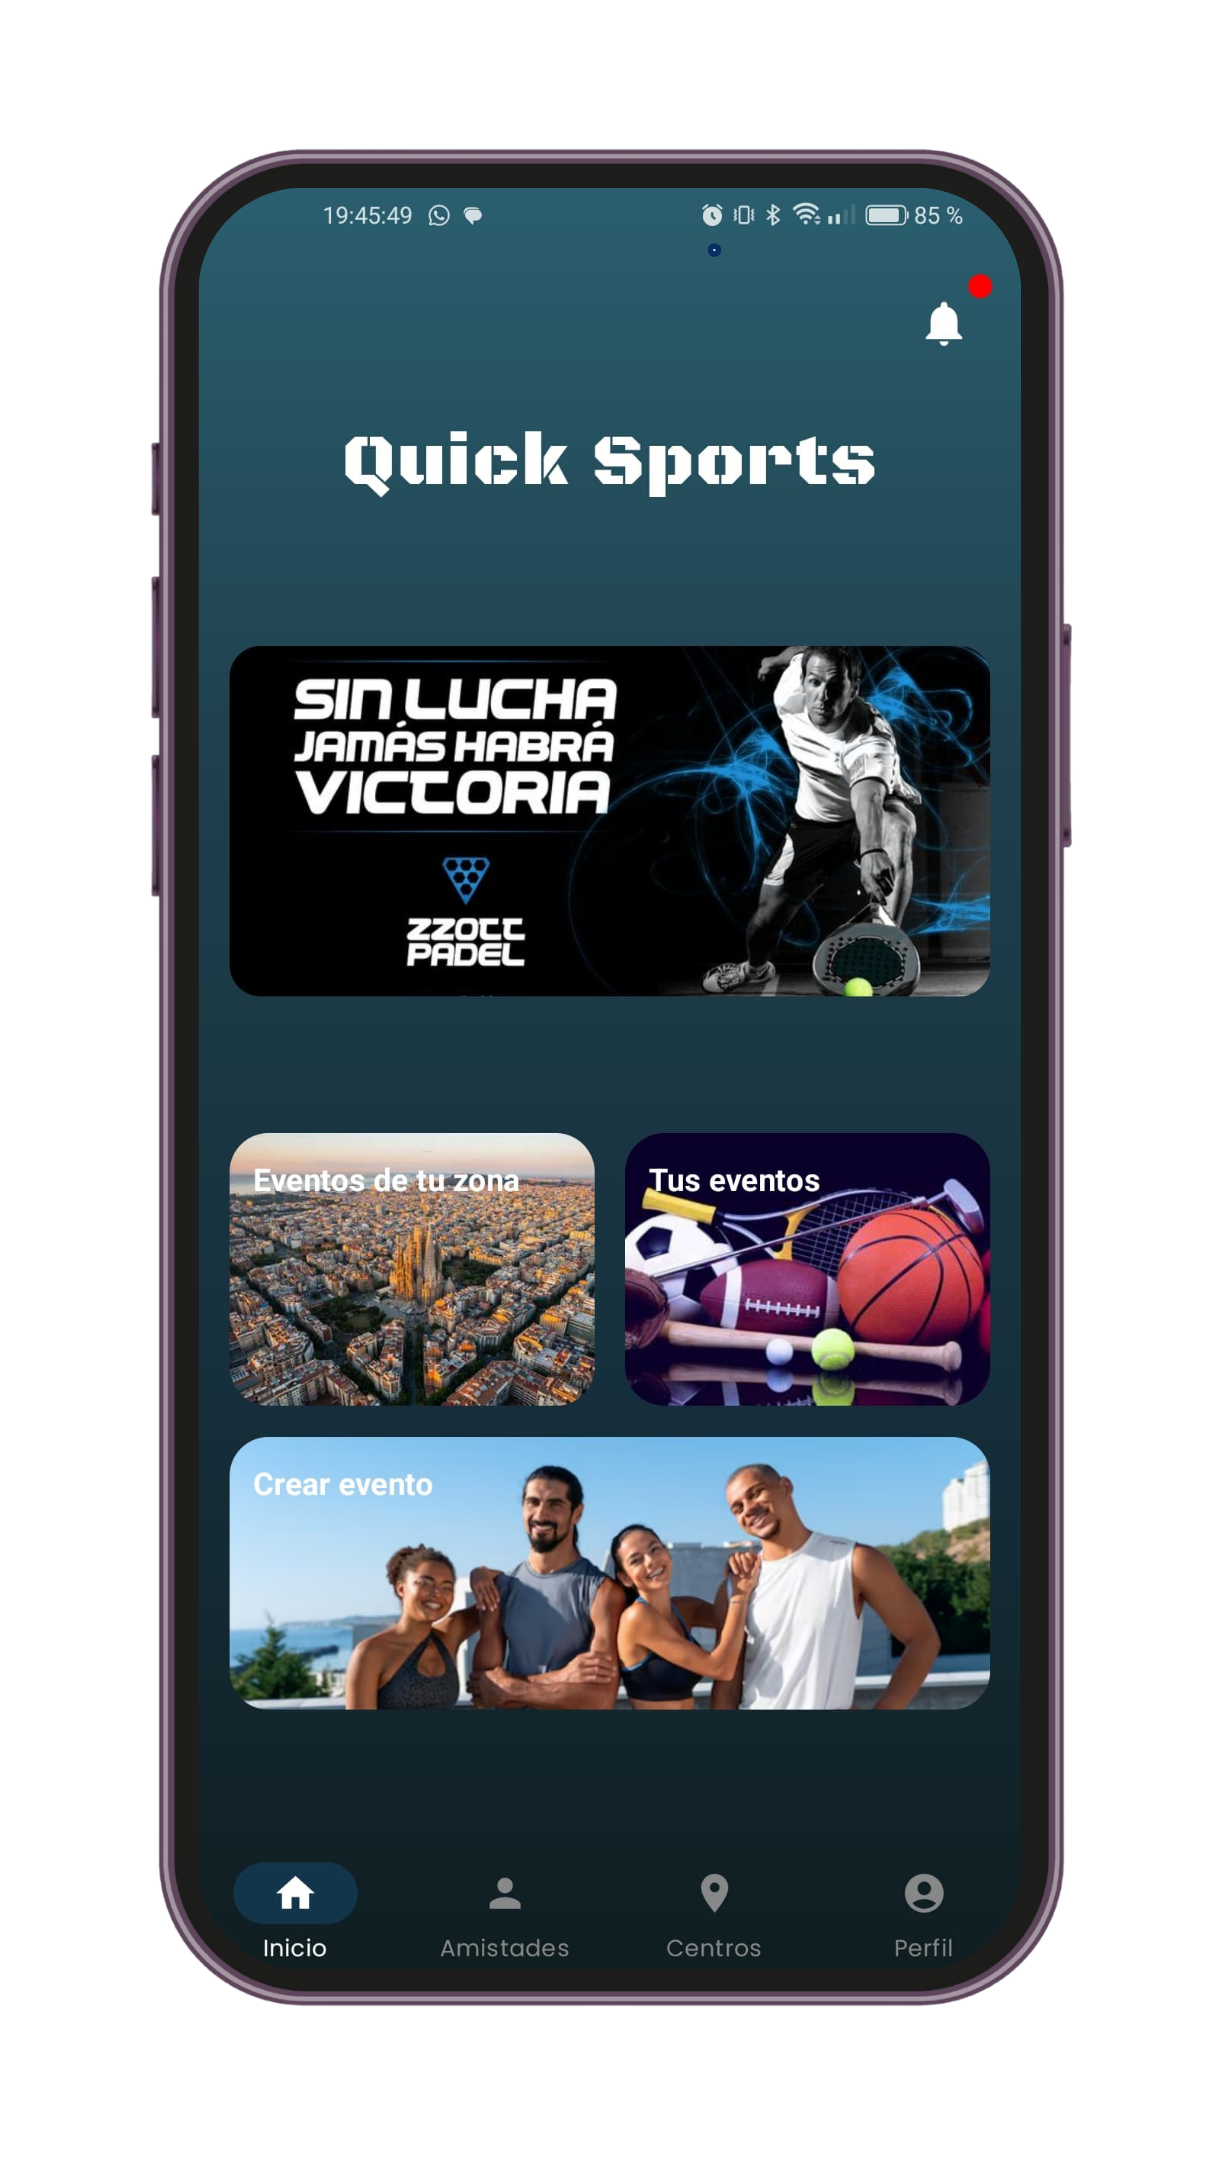 19:45:49
85 %
Quick Sports
SIN LUCHA
JAMÁS HABRÁ
VICTORIA
ZZOTT
PADEL
Eventos de tu zona
Tus eventos
Crear evento
Inicio
Amistades
Centros
Perfil